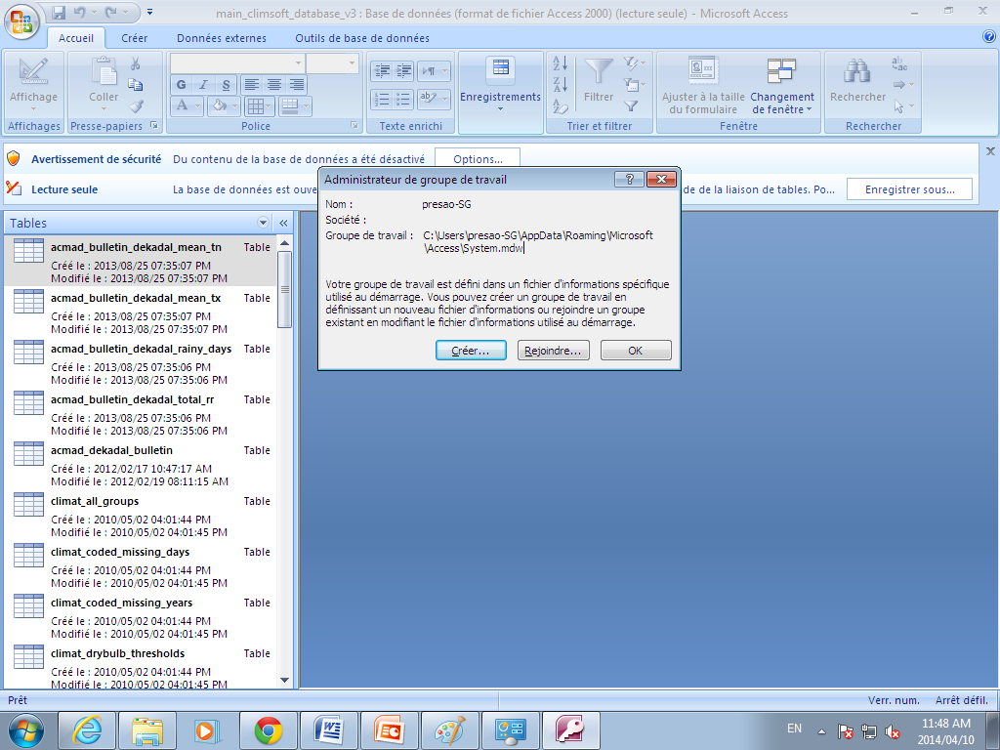 main_climsoft_database_v3 : Base de données (format de fichier Access 2000) (lecture seule) - Microsoft Access
Accueil Créer Données externes Outils de base de données
Affichage
Coller
G I S
A
Enregistrements
Filtrer
Ajuster à la taille du formulaire
Changement de fenêtre
Rechercher
Affichages Presse-papiers Police Texte enrichi Trier et filtrer Fenêtre Rechercher
Avertissement de sécurité Du contenu de la base de données a été désactivé Options...
Lecture seule La base de données est ouve de de la liaison de tables. Po... Enregistrer sous...
Administrateur de groupe de travail
Nom : presao-SG
Société :
Groupe de travail : C:\Users\presao-SG\AppData\Roaming\Microsoft
\Access\System.mdw
Votre groupe de travail est défini dans un fichier d'informations spécifique
utilisé au démarrage. Vous pouvez créer un groupe de travail en
définissant un nouveau fichier d'informations ou rejoindre un groupe
existant en modifiant le fichier d'informations utilisé au démarrage.
Créer... Rejoindre... OK
Tables
acmad_bulletin_dekadal_mean_tn Table
Créé le : 2013/08/25 07:35:07 PM
Modifié le : 2013/08/25 07:35:07 PM
acmad_bulletin_dekadal_mean_tx Table
Créé le : 2013/08/25 07:35:07 PM
Modifié le : 2013/08/25 07:35:07 PM
acmad_bulletin_dekadal_rainy_days Table
Créé le : 2013/08/25 07:35:06 PM
Modifié le : 2013/08/25 07:35:06 PM
acmad_bulletin_dekadal_total_rr Table
Créé le : 2013/08/25 07:35:06 PM
Modifié le : 2013/08/25 07:35:06 PM
acmad_dekadal_bulletin Table
Créé le : 2012/02/17 10:47:17 AM
Modifié le : 2012/02/19 08:11:15 AM
climat_all_groups Table
Créé le : 2010/05/02 04:01:44 PM
Modifié le : 2010/05/02 04:01:45 PM
climat_coded_missing_days Table
Créé le : 2010/05/02 04:01:44 PM
Modifié le : 2010/05/02 04:01:45 PM
climat_coded_missing_years Table
Créé le : 2010/05/02 04:01:44 PM
Modifié le : 2010/05/02 04:01:45 PM
climat_drybulb_thresholds Table
Créé le : 2010/05/02 04:01:44 PM
Modifié le : 2010/05/02 04:01:45 PM
Prêt Verr. num. Arrêt défil.
EN 11:48 AM
2014/04/10